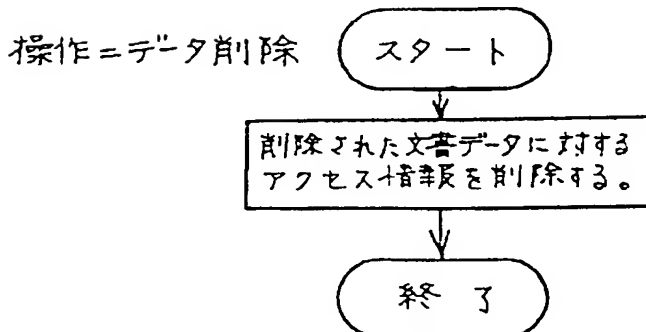 操作=データ削除
スタート
削除された文書データに対する
アクセス情報を削除する。
終了